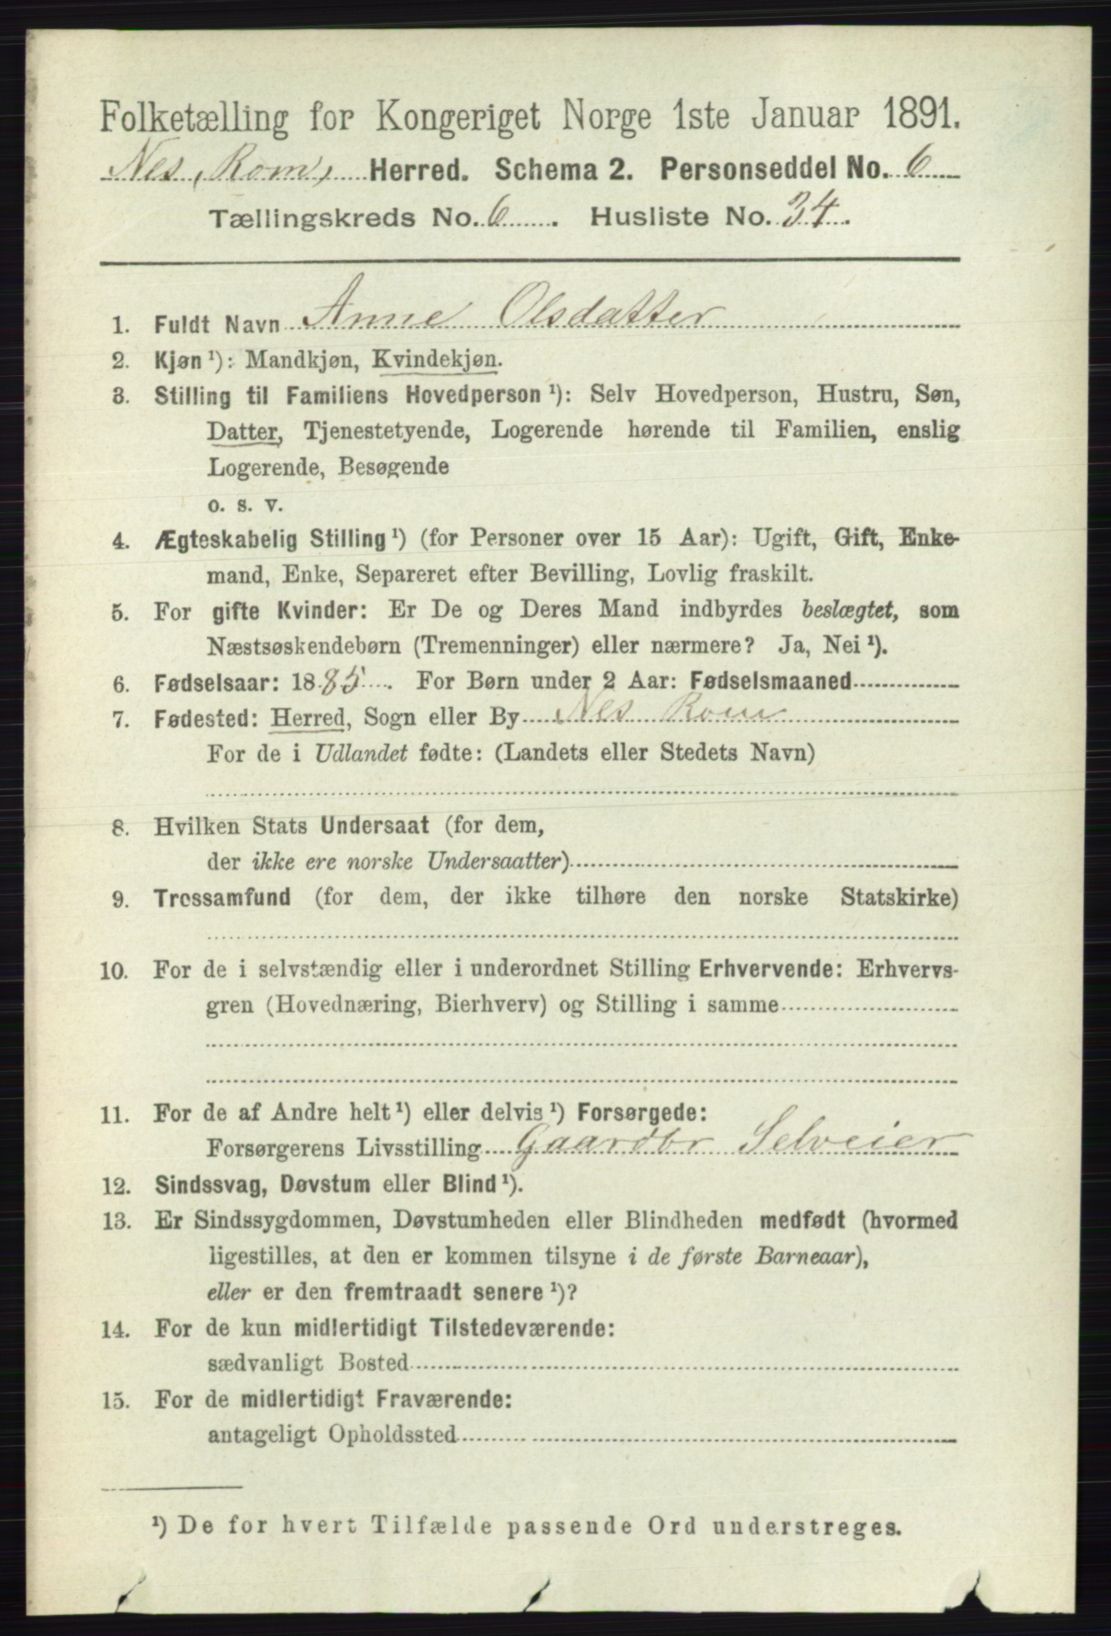 Folketælling for Kongeriget Norge 1ste Januar 1891.
Nes, Rom, Herred. Schema 2. Personseddel No. 6
Tællingskreds No. 6. Husliste No. 34.
1. Fuldt Navn Anne Olsdatter
2. Kjøn ¹): Mandkjøn, Kvindekjøn.
3. Stilling til Familiens Hovedperson ¹): Selv Hovedperson, Hustru, Søn,
Datter, Tjenestetyende, Logerende hørende til Familien, enslig
Logerende, Besøgende
o. s. v.
4. Ægteskabelig Stilling ¹) (for Personer over 15 Aar): Ugift, Gift, Enke-
mand, Enke, Separeret efter Bevilling, Lovlig fraskilt.
5. For gifte Kvinder: Er De og Deres Mand indbyrdes beslægtet, som
Næstsøskendebørn (Tremenninger) eller nærmere? Ja, Nei ¹).
6. Fødselsaar: 1885. For Børn under 2 Aar: Fødselsmaaned
7. Fødested: Herred, Sogn eller By Nes Rom
For de i Udlandet fødte: (Landets eller Stedets Navn)
8. Hvilken Stats Undersaat (for dem,
der ikke ere norske Undersaatter)
9. Trossamfund (for dem, der ikke tilhøre den norske Statskirke)
10. For de i selvstændig eller i underordnet Stilling Erhvervende: Erhvervs-
gren (Hovednæring, Bierhverv) og Stilling i samme
11. For de af Andre helt ¹) eller delvis ¹) Forsørgede:
Forsørgerens Livsstilling Gaardbr Selveier
12. Sindssvag, Døvstum eller Blind ¹).
13. Er Sindssygdommen, Døvstumheden eller Blindheden medfødt (hvormed
ligestilles, at den er kommen tilsyne i de første Barneaar),
eller er den fremtraadt senere ¹)?
14. For de kun midlertidigt Tilstedeværende:
sædvanligt Bosted
15. For de midlertidigt Fraværende:
antageligt Opholdssted
¹) De for hvert Tilfælde passende Ord understreges.